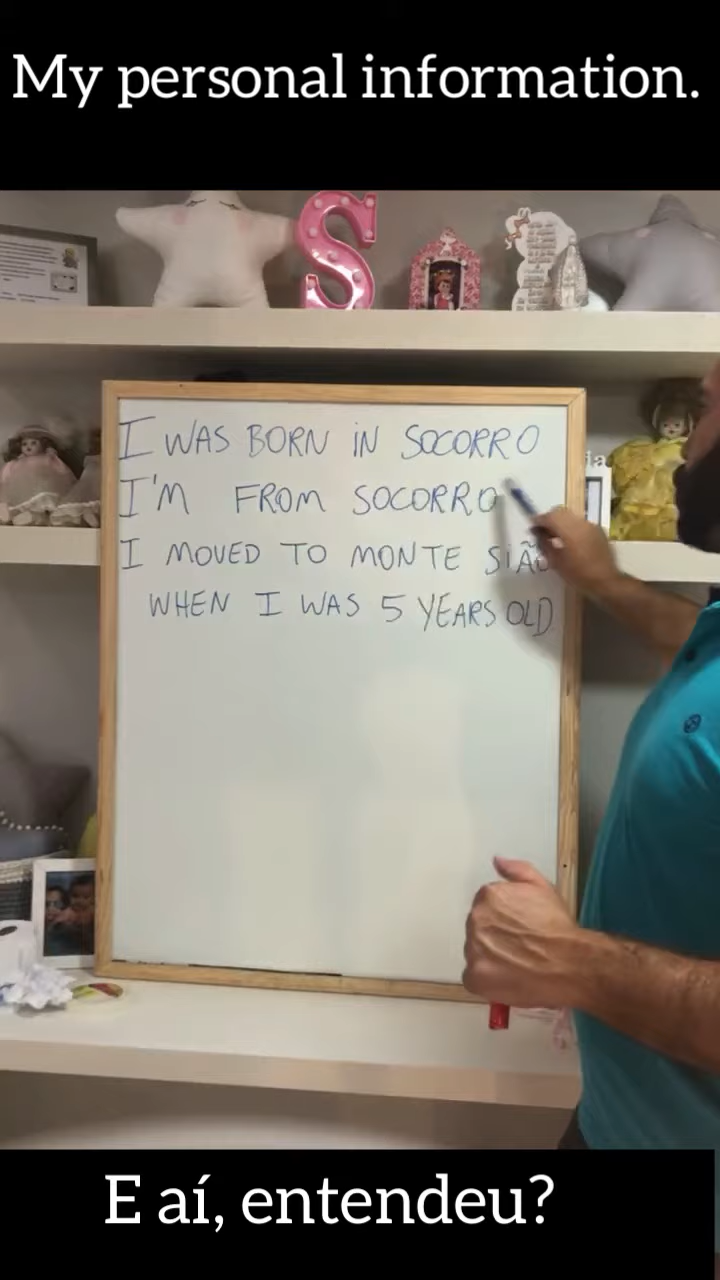 My personal information.
S
I WAS BORN IN SOCORRO
I'M FROM SOCORRO
I MOVED TO MONTE SIÃO
WHEN I WAS 5 YEARS OLD
E aí, entendeu?